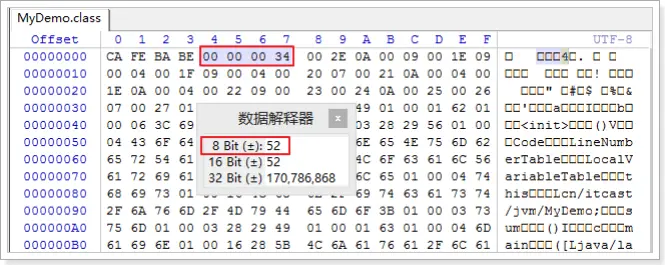 MyDemo.class
Offset 0 1 2 3 4 5 6 7 8 9 A B C D E F UTF-8
00000000 CA FE BA BE 00 00 00 34 00 2E 0A 00 09 00 1E 09 □ □□□4□. □□ □□
00000010 00 04 00 1F 09 00 04 00 20 07 00 21 0A 00 04 00 □□□□ □□□ □□! □□□
00000020 1E 0A 00 04 00 22 09 00 23 00 24 0A 00 25 00 26 □ □□□" □#□$ □%□&
00000030 07 00 27 01 49 01 00 01 62 01 □□'□□□a□□□I□□□b□
00000040 00 06 3C 69 03 28 29 56 01 00 □□<init>□□□()V□□
00000050 04 43 6F 64 6E 65 4E 75 6D 62 □Code□□□LineNumb
00000060 65 72 54 61 4C 6F 63 61 6C 56 erTable□□□LocalV
00000070 61 72 69 61 6C 65 01 00 04 74 ariableTable□□□t
00000080 68 69 73 01 69 74 63 61 73 74 his□□□Lcn/itcast
00000090 2F 6A 76 6D 2F 4D 79 44 65 6D 6F 3B 01 00 03 73 /jvm/MyDemo;□□□s
000000A0 75 6D 01 00 03 28 29 49 01 00 01 63 01 00 04 6D um□□□()I□□□c□□□m
000000B0 61 69 6E 01 00 16 28 5B 4C 6A 61 76 61 2F 6C 61 ain□□□([Ljava/la
数据解释器 x
8 Bit (±): 52
16 Bit (±) 52
32 Bit (±) 170,786,868